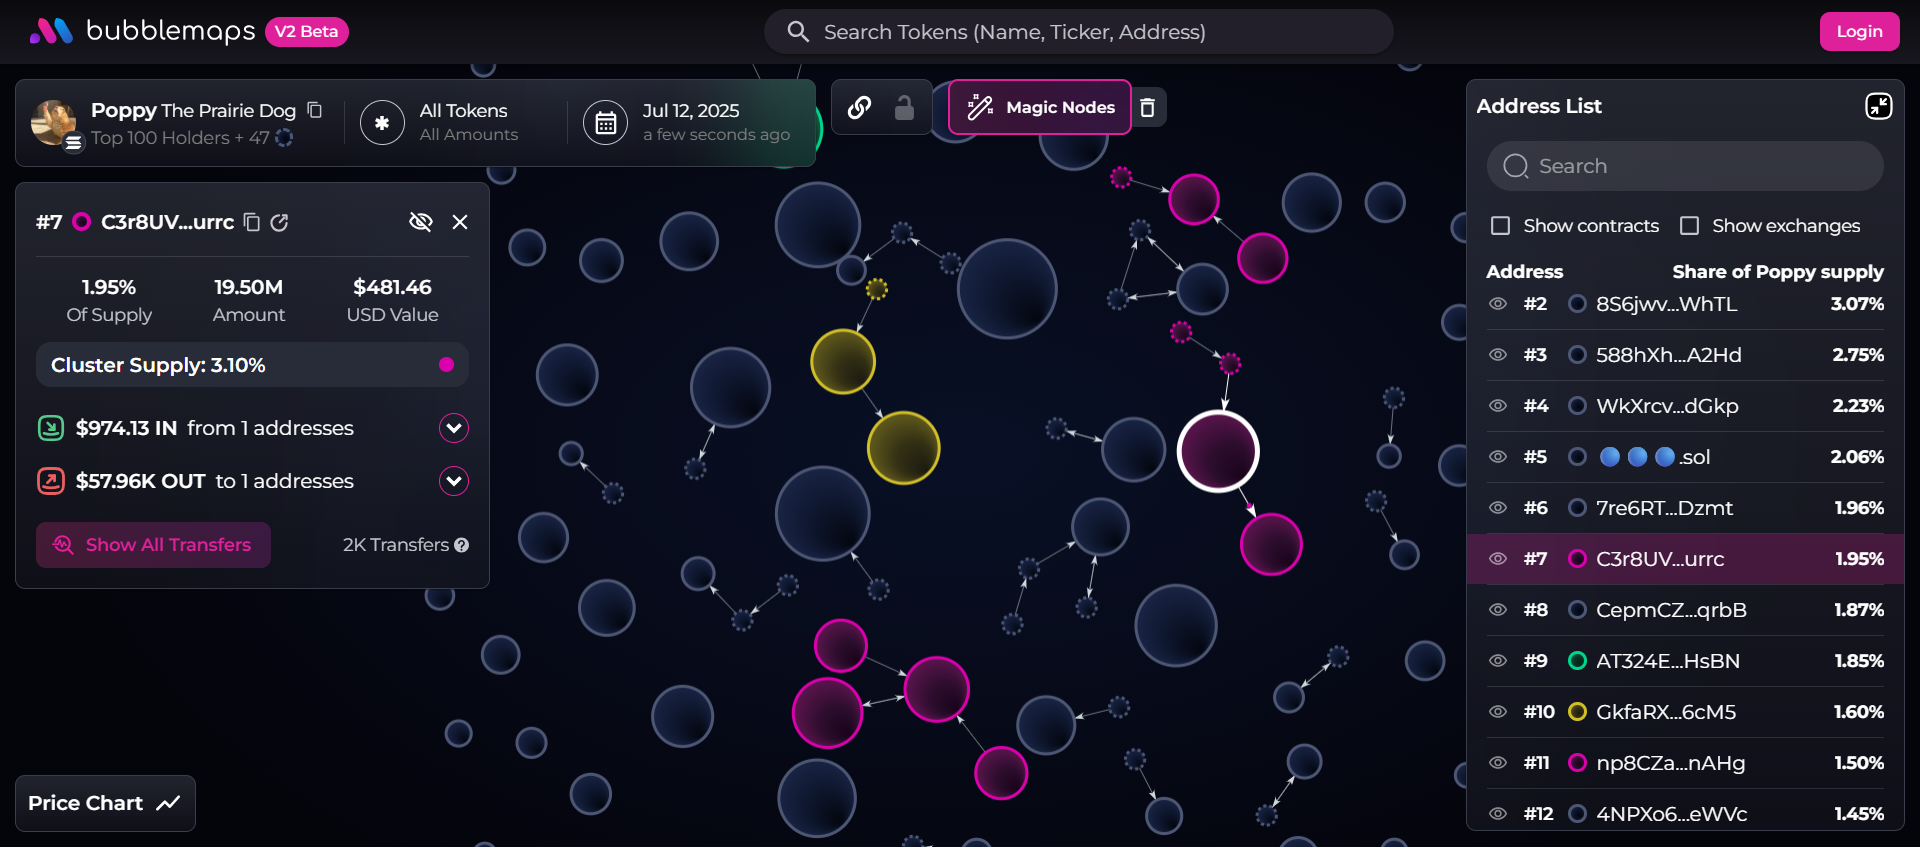 bubblemaps V2 Beta
Search Tokens (Name, Ticker, Address)
Login
Poppy The Prairie Dog
Top 100 Holders + 47
All Tokens
All Amounts
Jul 12, 2025
a few seconds ago
Magic Nodes
#7 C3r8UV...urrc
1.95% 19.50M $481.46
Of Supply Amount USD Value
Cluster Supply: 3.10%
$974.13 IN from 1 addresses
$57.96K OUT to 1 addresses
Show All Transfers 2K Transfers ?
Price Chart
Address List
Search
Show contracts Show exchanges
Address Share of Poppy supply
#2 8S6jwv...WhTL 3.07%
#3 588hXh...A2Hd 2.75%
#4 WkXrcv...dGkp 2.23%
#5 🔵🔵🔵.sol 2.06%
#6 7re6RT...Dzmt 1.96%
#7 C3r8UV...urrc 1.95%
#8 CepmCZ...qrbB 1.87%
#9 AT324E...HsBN 1.85%
#10 GkfaRX...6cM5 1.60%
#11 np8CZa...nAHg 1.50%
#12 4NPXo6...eWVc 1.45%